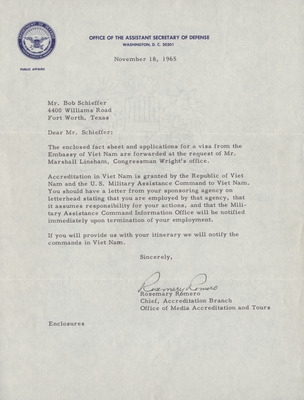 OFFICE OF THE ASSISTANT SECRETARY OF DEFENSE
WASHINGTON, D. C. 20301
PUBLIC AFFAIRS
November 18, 1965
Mr. Bob Schieffer
4400 Williams Road
Fort Worth, Texas
Dear Mr. Schieffer:
The enclosed fact sheet and applications for a visa from the
Embassy of Viet Nam are forwarded at the request of Mr.
Marshall Lineham, Congressman Wright's office.
Accreditation in Viet Nam is granted by the Republic of Viet
Nam and the U.S. Military Assistance Command to Viet Nam.
You should have a letter from your sponsoring agency on
letterhead stating that you are employed by that agency, that
it assumes responsibility for your actions, and that the Mili-
tary Assistance Command Information Office will be notified
immediately upon termination of your employment.
If you will provide us with your itinerary we will notify the
commands in Viet Nam.
Sincerely,
Rosemary Romero
Rosemary Romero
Chief, Accreditation Branch
Office of Media Accreditation and Tours
Enclosures